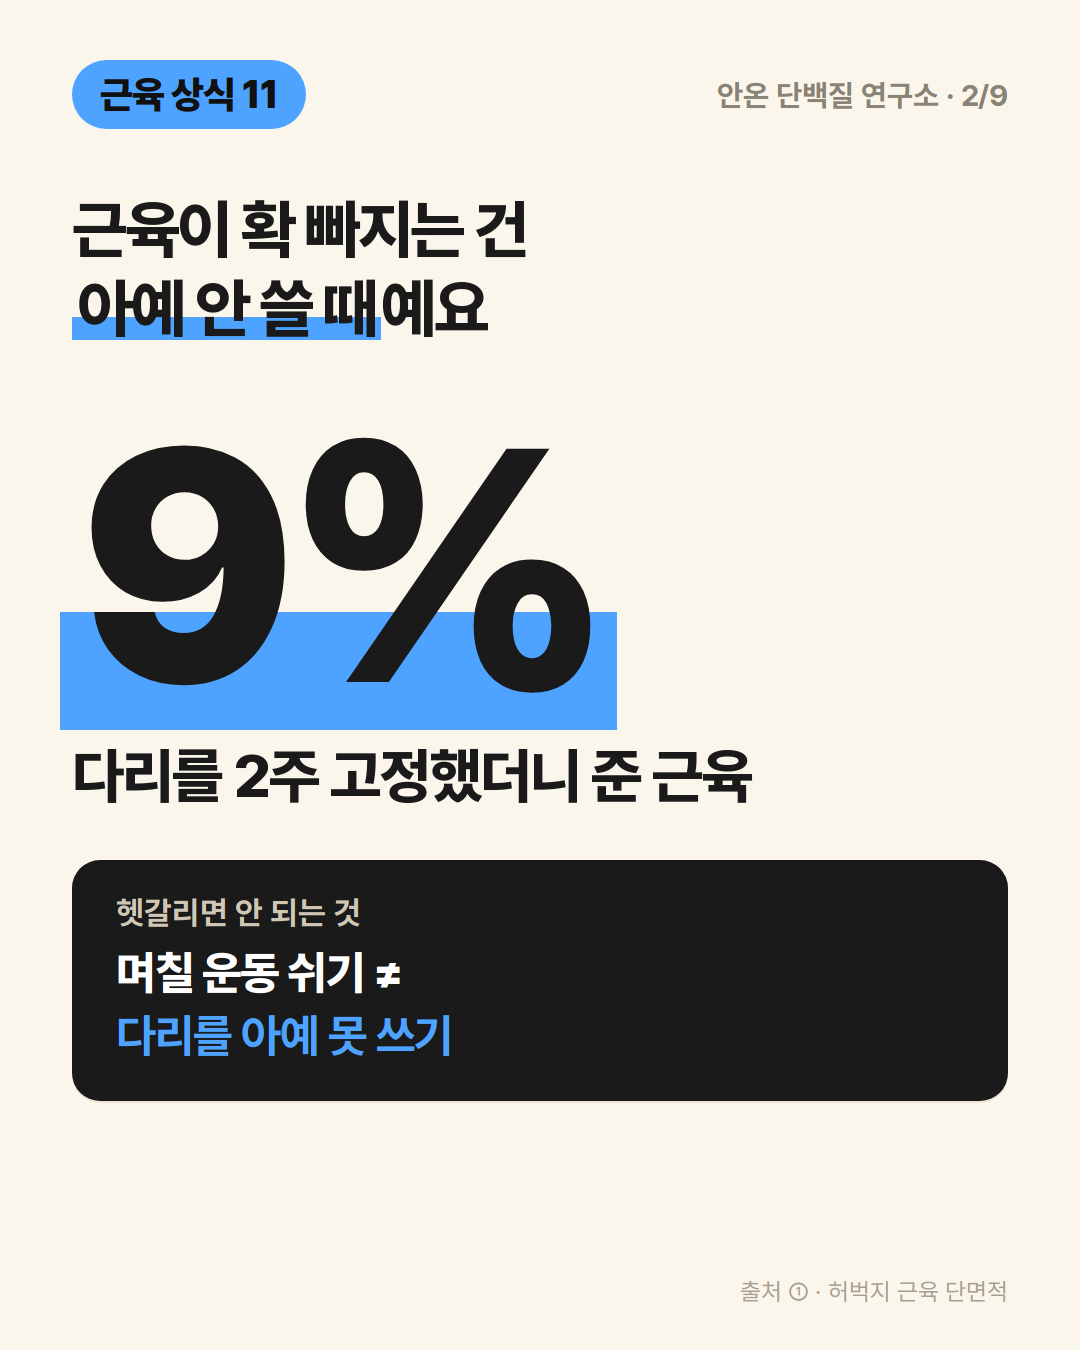 근육 상식 11
안온 단백질 연구소 · 2/9
근육이 확 빠지는 건
아예 안 쓸 때예요
9%
다리를 2주 고정했더니 준 근육
헷갈리면 안 되는 것
며칠 운동 쉬기 ≠
다리를 아예 못 쓰기
출처 ① · 허벅지 근육 단면적